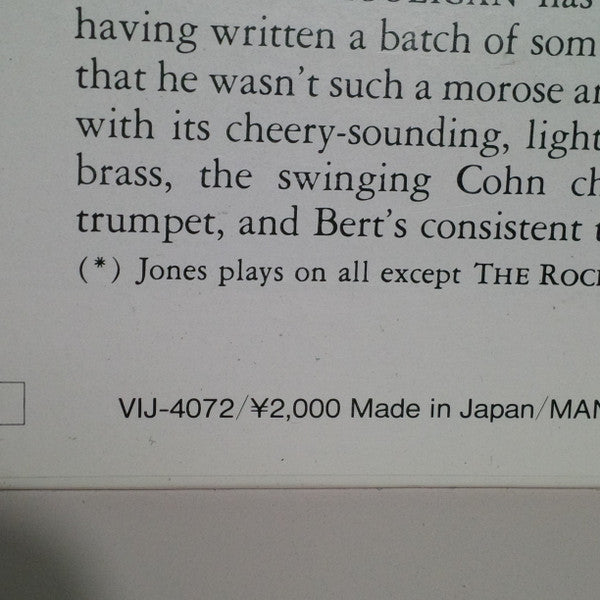 having written a batch of som
that he wasn't such a morose a
with its cheery-sounding, light
brass, the swinging Cohn ch
trumpet, and Bert's consistent t
(*) Jones plays on all except THE ROC
VIJ-4072/¥2,000 Made in Japan/MAN